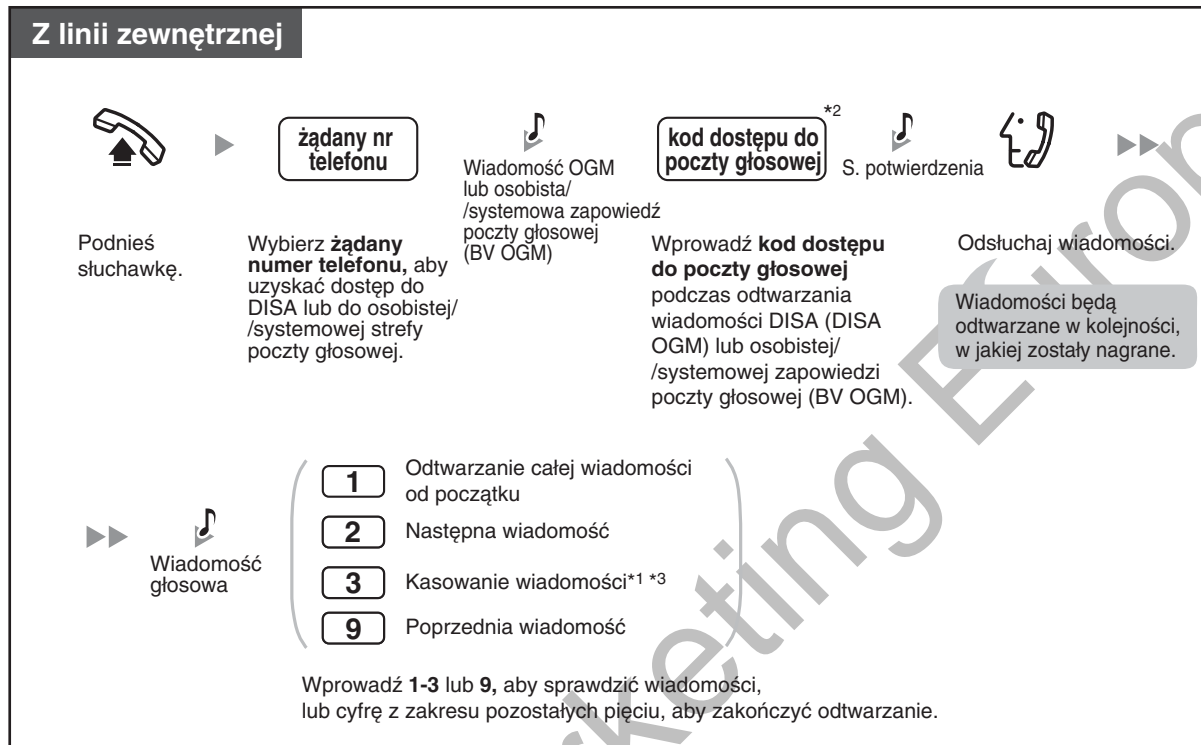 Z linii zewnętrznej
żądany nr
telefonu
Wiadomość OGM
lub osobista/
/systemowa zapowiedź
poczty głosowej
(BV OGM)
kod dostępu do
poczty głosowej
*2
S. potwierdzenia
Podnieś
słuchawkę.
Wybierz żądany
numer telefonu, aby
uzyskać dostęp do
DISA lub do osobistej/
/systemowej strefy
poczty głosowej.
Wprowadź kod dostępu
do poczty głosowej
podczas odtwarzania
wiadomości DISA (DISA
OGM) lub osobistej/
/systemowej zapowiedzi
poczty głosowej (BV OGM).
Odsłuchaj wiadomości.
Wiadomości będą
odtwarzane w kolejności,
w jakiej zostały nagrane.
Wiadomość
głosowa
1 Odtwarzanie całej wiadomości
od początku
2 Następna wiadomość
3 Kasowanie wiadomości*1 *3
9 Poprzednia wiadomość
Wprowadź 1-3 lub 9, aby sprawdzić wiadomości,
lub cyfrę z zakresu pozostałych pięciu, aby zakończyć odtwarzanie.